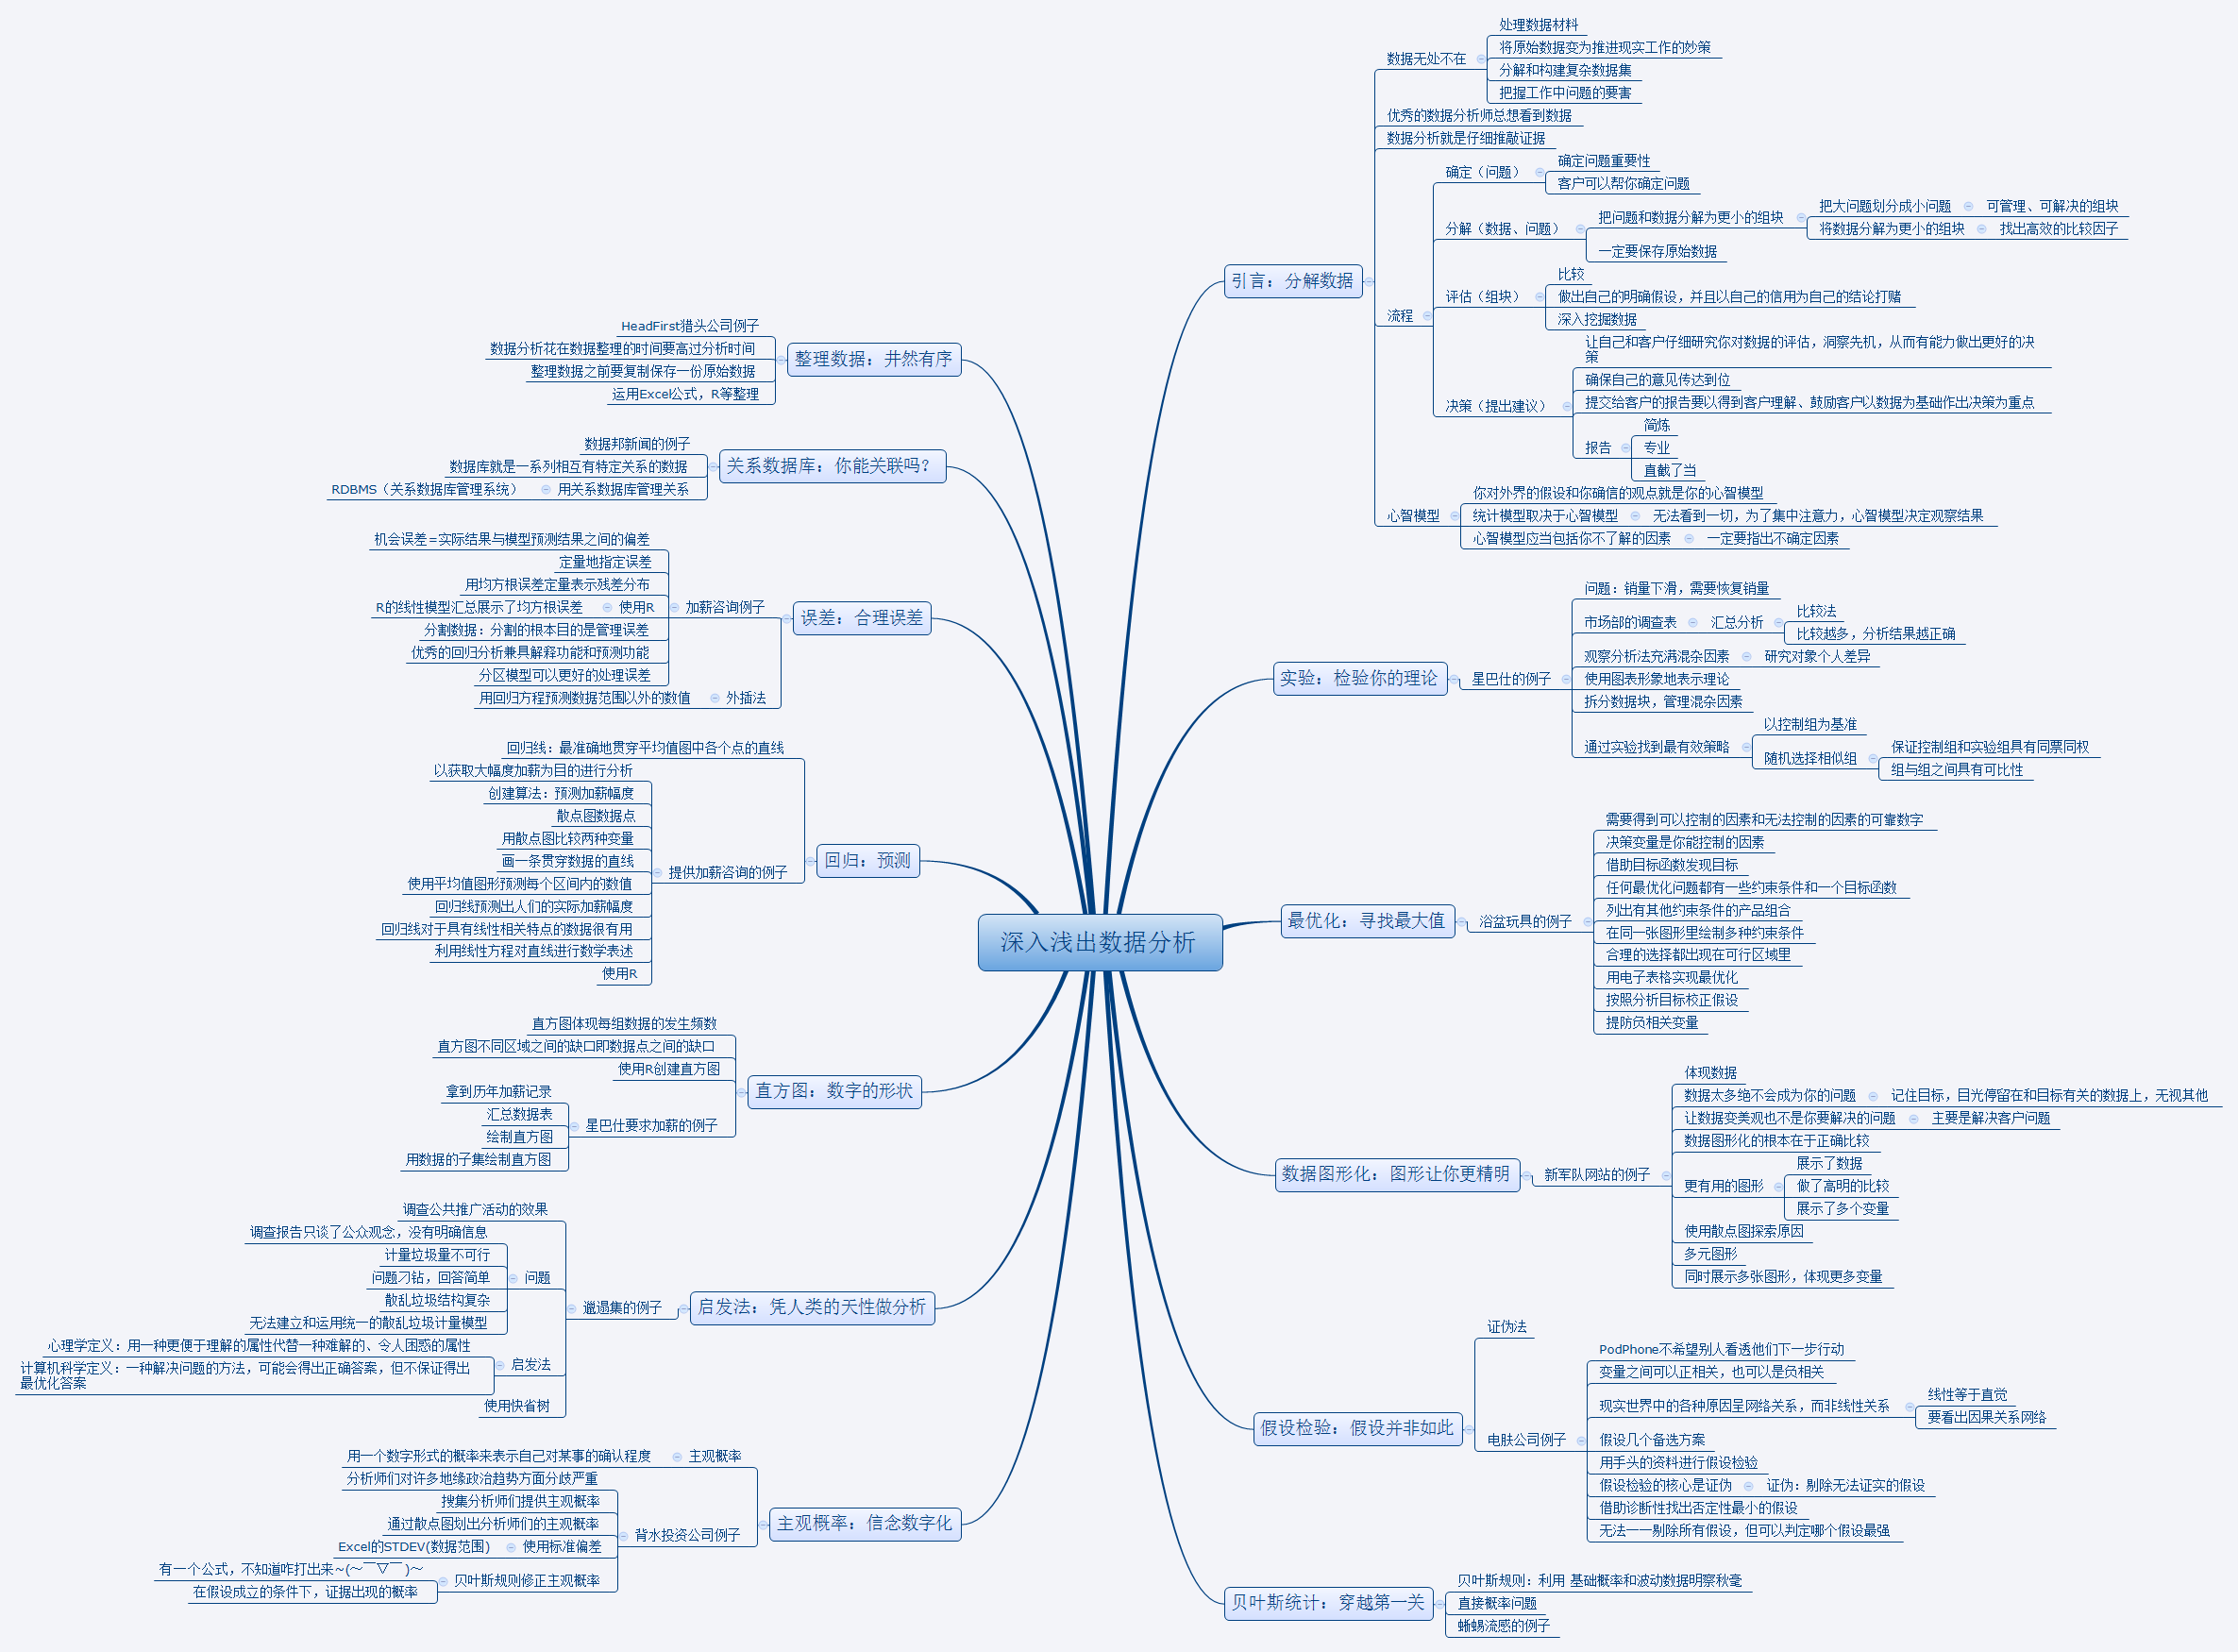 深入浅出数据分析
引言：分解数据
数据无处不在
处理数据材料
将原始数据变为推进现实工作的妙策
分解和构建复杂数据集
把握工作中问题的要害
优秀的数据分析师总想看到数据
数据分析就是仔细推敲证据
流程
确定（问题）
确定问题重要性
客户可以帮你确定问题
分解（数据、问题）
把问题和数据分解为更小的组块
把大问题划分成小问题
可管理、可解决的组块
将数据分解为更小的组块
找出高效的比较因子
一定要保存原始数据
评估（组块）
比较
做出自己的明确假设，并且以自己的信用为自己的结论打赌
深入挖掘数据
决策（提出建议）
让自己和客户仔细研究你对数据的评估，洞察先机，从而有能力做出更好的决
策
确保自己的意见传达到位
提交给客户的报告要以得到客户理解、鼓励客户以数据为基础作出决策为重点
报告
简炼
专业
直截了当
心智模型
你对外界的假设和你确信的观点就是你的心智模型
统计模型取决于心智模型
无法看到一切，为了集中注意力，心智模型决定观察结果
心智模型应当包括你不了解的因素
一定要指出不确定因素
实验：检验你的理论
星巴仕的例子
问题：销量下滑，需要恢复销量
市场部的调查表
汇总分析
比较法
比较越多，分析结果越正确
观察分析法充满混杂因素
研究对象个人差异
使用图表形象地表示理论
拆分数据块，管理混杂因素
通过实验找到最有效策略
以控制组为基准
随机选择相似组
保证控制组和实验组具有同票同权
组与组之间具有可比性
最优化：寻找最大值
浴盆玩具的例子
需要得到可以控制的因素和无法控制的因素的可靠数字
决策变量是你能控制的因素
借助目标函数发现目标
任何最优化问题都有一些约束条件和一个目标函数
列出有其他约束条件的产品组合
在同一张图形里绘制多种约束条件
合理的选择都出现在可行区域里
用电子表格实现最优化
按照分析目标校正假设
提防负相关变量
数据图形化：图形让你更精明
新军队网站的例子
体现数据
数据太多绝不会成为你的问题
记住目标，目光停留在和目标有关的数据上，无视其他
让数据变美观也不是你要解决的问题
主要是解决客户问题
数据图形化的根本在于正确比较
更有用的图形
展示了数据
做了高明的比较
展示了多个变量
使用散点图探索原因
多元图形
同时展示多张图形，体现更多变量
假设检验：假设并非如此
证伪法
电肤公司例子
PodPhone不希望别人看透他们下一步行动
变量之间可以正相关，也可以是负相关
现实世界中的各种原因呈网络关系，而非线性关系
线性等于直觉
要看出因果关系网络
假设几个备选方案
用手头的资料进行假设检验
假设检验的核心是证伪
证伪：剔除无法证实的假设
借助诊断性找出否定性最小的假设
无法一一剔除所有假设，但可以判定哪个假设最强
贝叶斯统计：穿越第一关
贝叶斯规则：利用 基础概率和波动数据明察秋毫
直接概率问题
蜥蜴流感的例子
整理数据：井然有序
HeadFirst猎头公司例子
数据分析花在数据整理的时间要高过分析时间
整理数据之前要复制保存一份原始数据
运用Excel公式，R等整理
关系数据库：你能关联吗？
数据邦新闻的例子
数据库就是一系列相互有特定关系的数据
用关系数据库管理关系
RDBMS（关系数据库管理系统）
误差：合理误差
加薪咨询例子
机会误差=实际结果与模型预测结果之间的偏差
定量地指定误差
用均方根误差定量表示残差分布
使用R
R的线性模型汇总展示了均方根误差
分割数据：分割的根本目的是管理误差
优秀的回归分析兼具解释功能和预测功能
分区模型可以更好的处理误差
外插法
用回归方程预测数据范围以外的数值
回归：预测
回归线：最准确地贯穿平均值图中各个点的直线
提供加薪咨询的例子
以获取大幅度加薪为目的进行分析
创建算法：预测加薪幅度
散点图数据点
用散点图比较两种变量
画一条贯穿数据的直线
使用平均值图形预测每个区间内的数值
回归线预测出人们的实际加薪幅度
回归线对于具有线性相关特点的数据很有用
利用线性方程对直线进行数学表述
使用R
直方图：数字的形状
直方图体现每组数据的发生频数
直方图不同区域之间的缺口即数据点之间的缺口
使用R创建直方图
星巴仕要求加薪的例子
拿到历年加薪记录
汇总数据表
绘制直方图
用数据的子集绘制直方图
启发法：凭人类的天性做分析
邋遢集的例子
调查公共推广活动的效果
问题
调查报告只谈了公众观念，没有明确信息
计量垃圾量不可行
问题刁钻，回答简单
散乱垃圾结构复杂
无法建立和运用统一的散乱垃圾计量模型
启发法
心理学定义：用一种更便于理解的属性代替一种难解的、令人困惑的属性
计算机科学定义：一种解决问题的方法，可能会得出正确答案，但不保证得出
最优化答案
使用快省树
主观概率：信念数字化
主观概率
用一个数字形式的概率来表示自己对某事的确认程度
背水投资公司例子
分析师们对许多地缘政治趋势方面分歧严重
搜集分析师们提供主观概率
通过散点图划出分析师们的主观概率
使用标准偏差
Excel的STDEV(数据范围)
贝叶斯规则修正主观概率
有一个公式，不知道咋打出来~(～￣▽￣)～
在假设成立的条件下，证据出现的概率